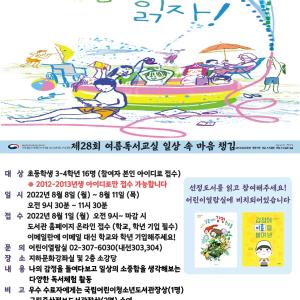 읽자!
제28회 여름독서교실 일상 속 마음 챙김
대 상 초등학생 3-4학년 16명 (참여자 본인 아이디로 접수)
※ 2012-2013년생 아이디로만 접수 가능합니다
일 시 2022년 8월 8일 (월) ~ 8월 11일 (목)
오전 9시 30분 ~ 11시 30분
접 수 2022년 8월 1일(월) 오전 9시~ 마감 시
도서관 홈페이지 온라인 접수 (학교, 학년 기입 필수)
이메일란에 이메일 대신 학교와 학년 기입해주세요!
문 의 어린이열람실 02-307-6030(내선303,304)
장 소 지하문화강좌실 및 2층 소강당
내 용 나의 감정을 들여다보고 일상의 소중함을 생각해보는
다양한 독서체험 활동
비 고 우수 수료자에게는 국립어린이청소년도서관장상(1명)
선정도서를 읽고 참여해주세요!
어린이열람실에 비치되어있습니다